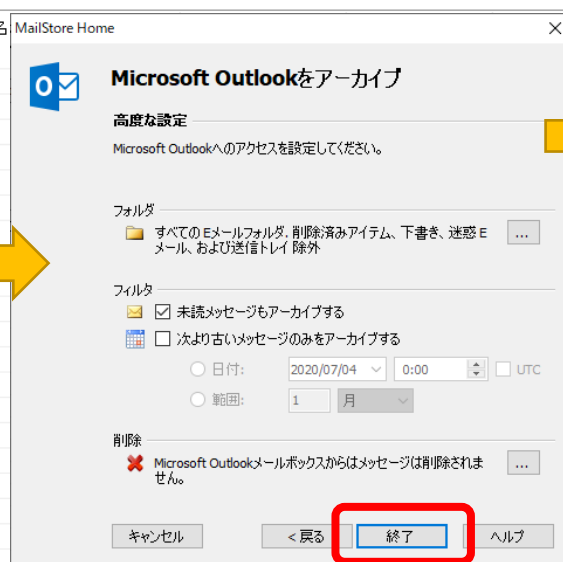 名
MailStore Home
Microsoft Outlookをアーカイブ
高度な設定
Microsoft Outlookへのアクセスを設定してください。
フォルダ
すべてのEメールフォルダ. 削除済みアイテム、下書き、迷惑E
メール、および送信トレイ 除外
...
フィルタ
未読メッセージもアーカイブする
次より古いメッセージのみをアーカイブする
日付: 2020/07/04 0:00 UTC
範囲: 1 月
削除
Microsoft Outlookメールボックスからはメッセージは削除されま
せん。
...
キャンセル <戻る 終了 ヘルプ